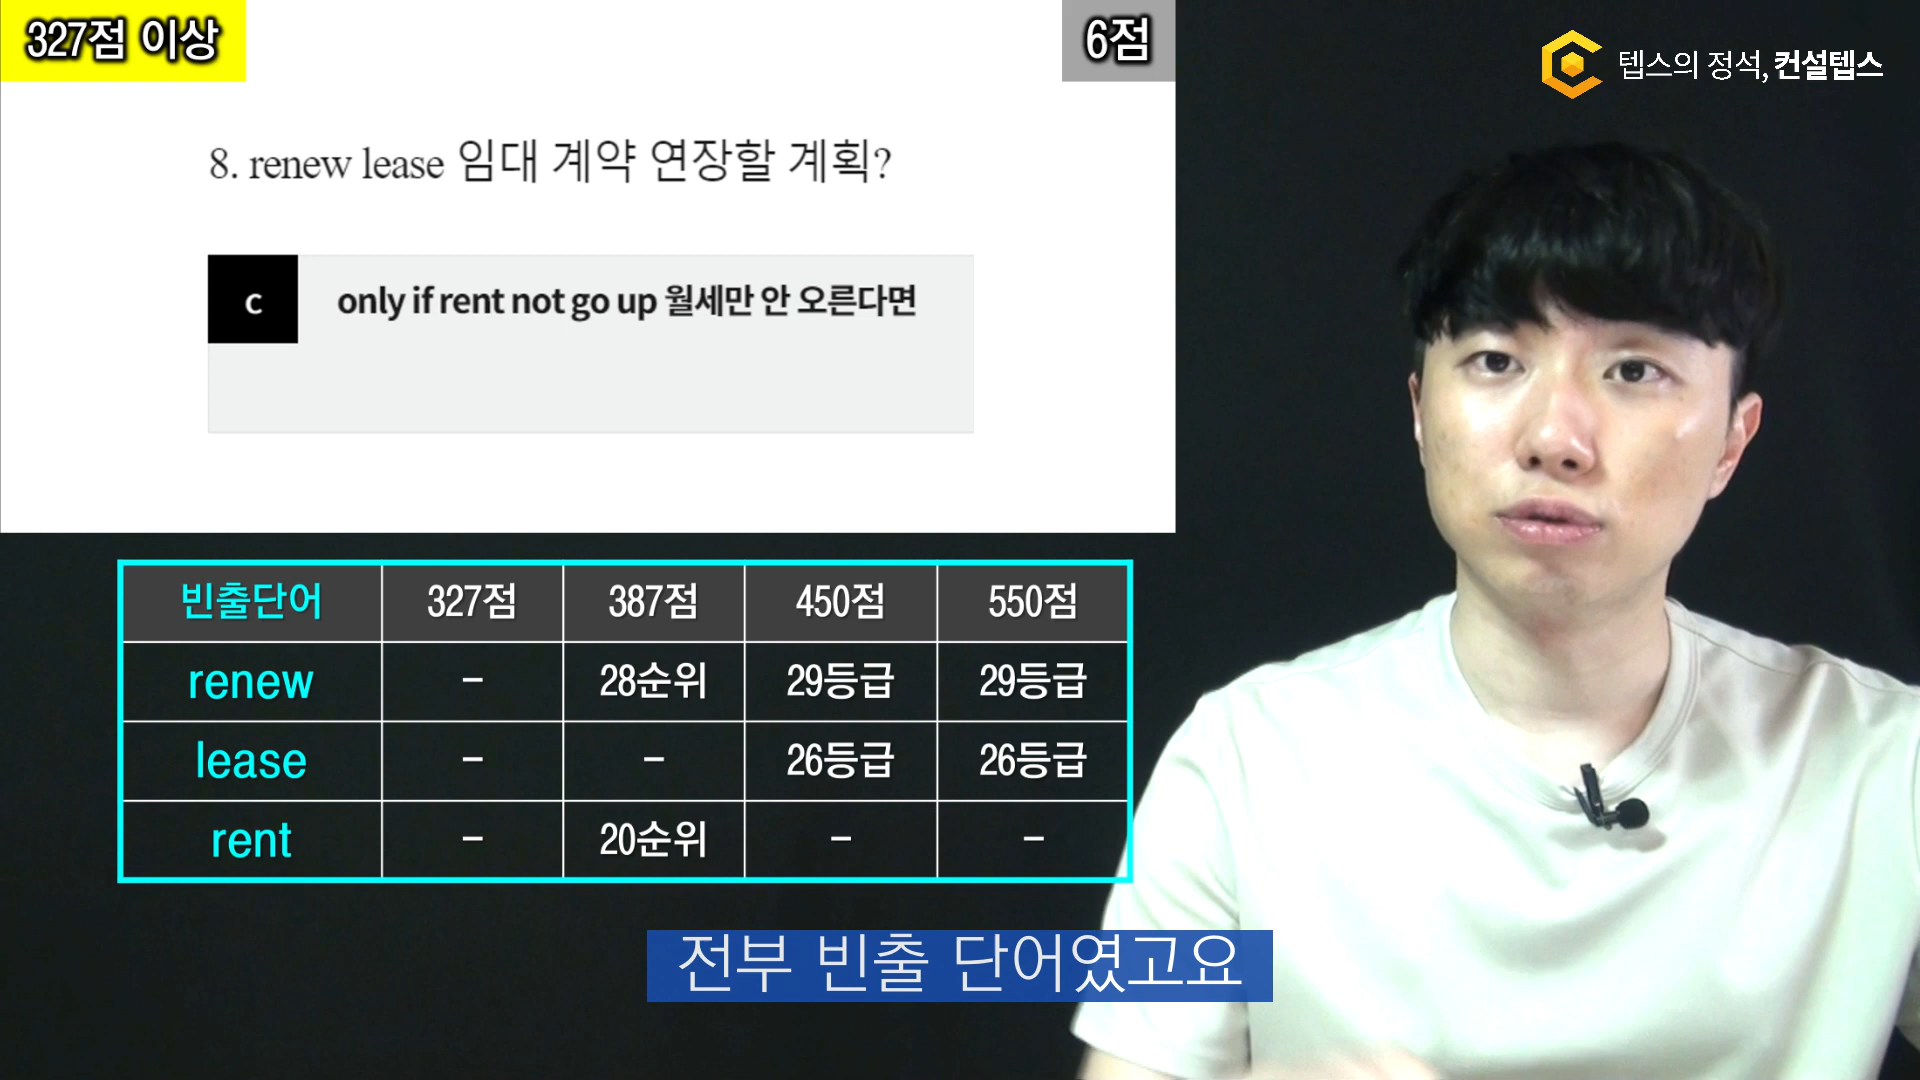 327점 이상
6점
텝스의 정석, 컨설텝스
8. renew lease 임대 계약 연장할 계획?
c
only if rent not go up 월세만 안 오른다면
빈출단어 327점 387점 450점 550점
renew – 28순위 29등급 29등급
lease – – 26등급 26등급
rent – 20순위 – –
전부 빈출 단어였고요